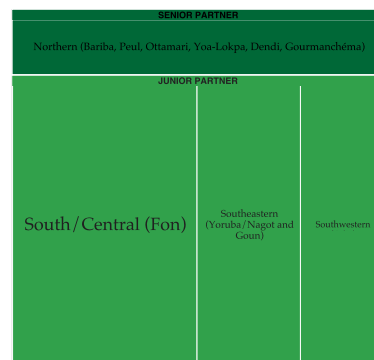 SENIOR PARTNER
Northern (Bariba, Peul, Ottamari, Yoa-Lokpa, Dendi, Gourmanchéma)
JUNIOR PARTNER
South/Central (Fon)
Southeastern
(Yoruba/Nagot and
Goun)
Southwestern